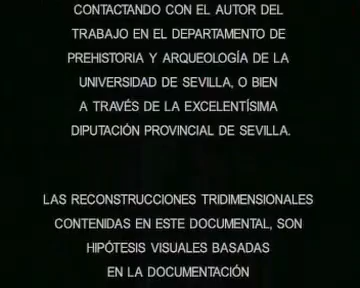 CONTACTANDO CON EL AUTOR DEL
TRABAJO EN EL DEPARTAMENTO DE
PREHISTORIA Y ARQUEOLOGÍA DE LA
UNIVERSIDAD DE SEVILLA, O BIEN
A TRAVÉS DE LA EXCELENTÍSIMA
DIPUTACIÓN PROVINCIAL DE SEVILLA.
LAS RECONSTRUCCIONES TRIDIMENSIONALES
CONTENIDAS EN ESTE DOCUMENTAL, SON
HIPÓTESIS VISUALES BASADAS
EN LA DOCUMENTACIÓN